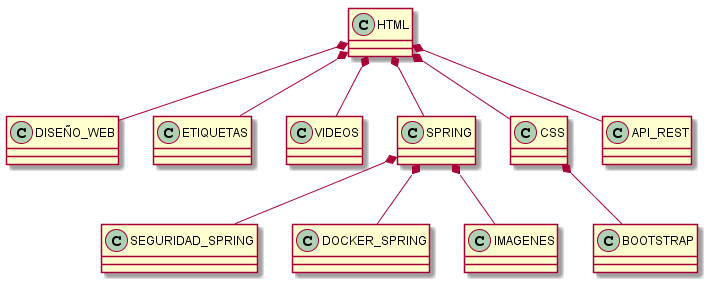 C HTML
C DISEÑO_WEB
C ETIQUETAS
C VIDEOS
C SPRING
C CSS
C API_REST
C SEGURIDAD_SPRING
C DOCKER_SPRING
C IMAGENES
C BOOTSTRAP